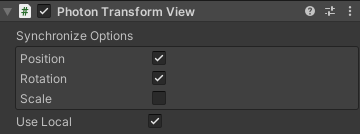 Photon Transform View
Synchronize Options
Position
Rotation
Scale
Use Local